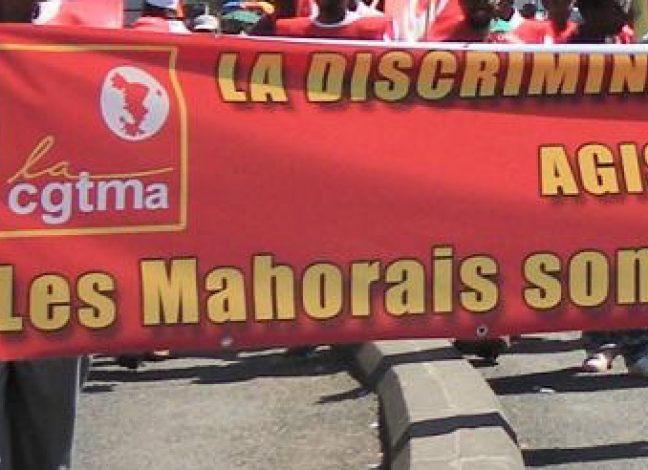 LA DISCRIMIN
la
cgtma
AGIS
Les Mahorais son